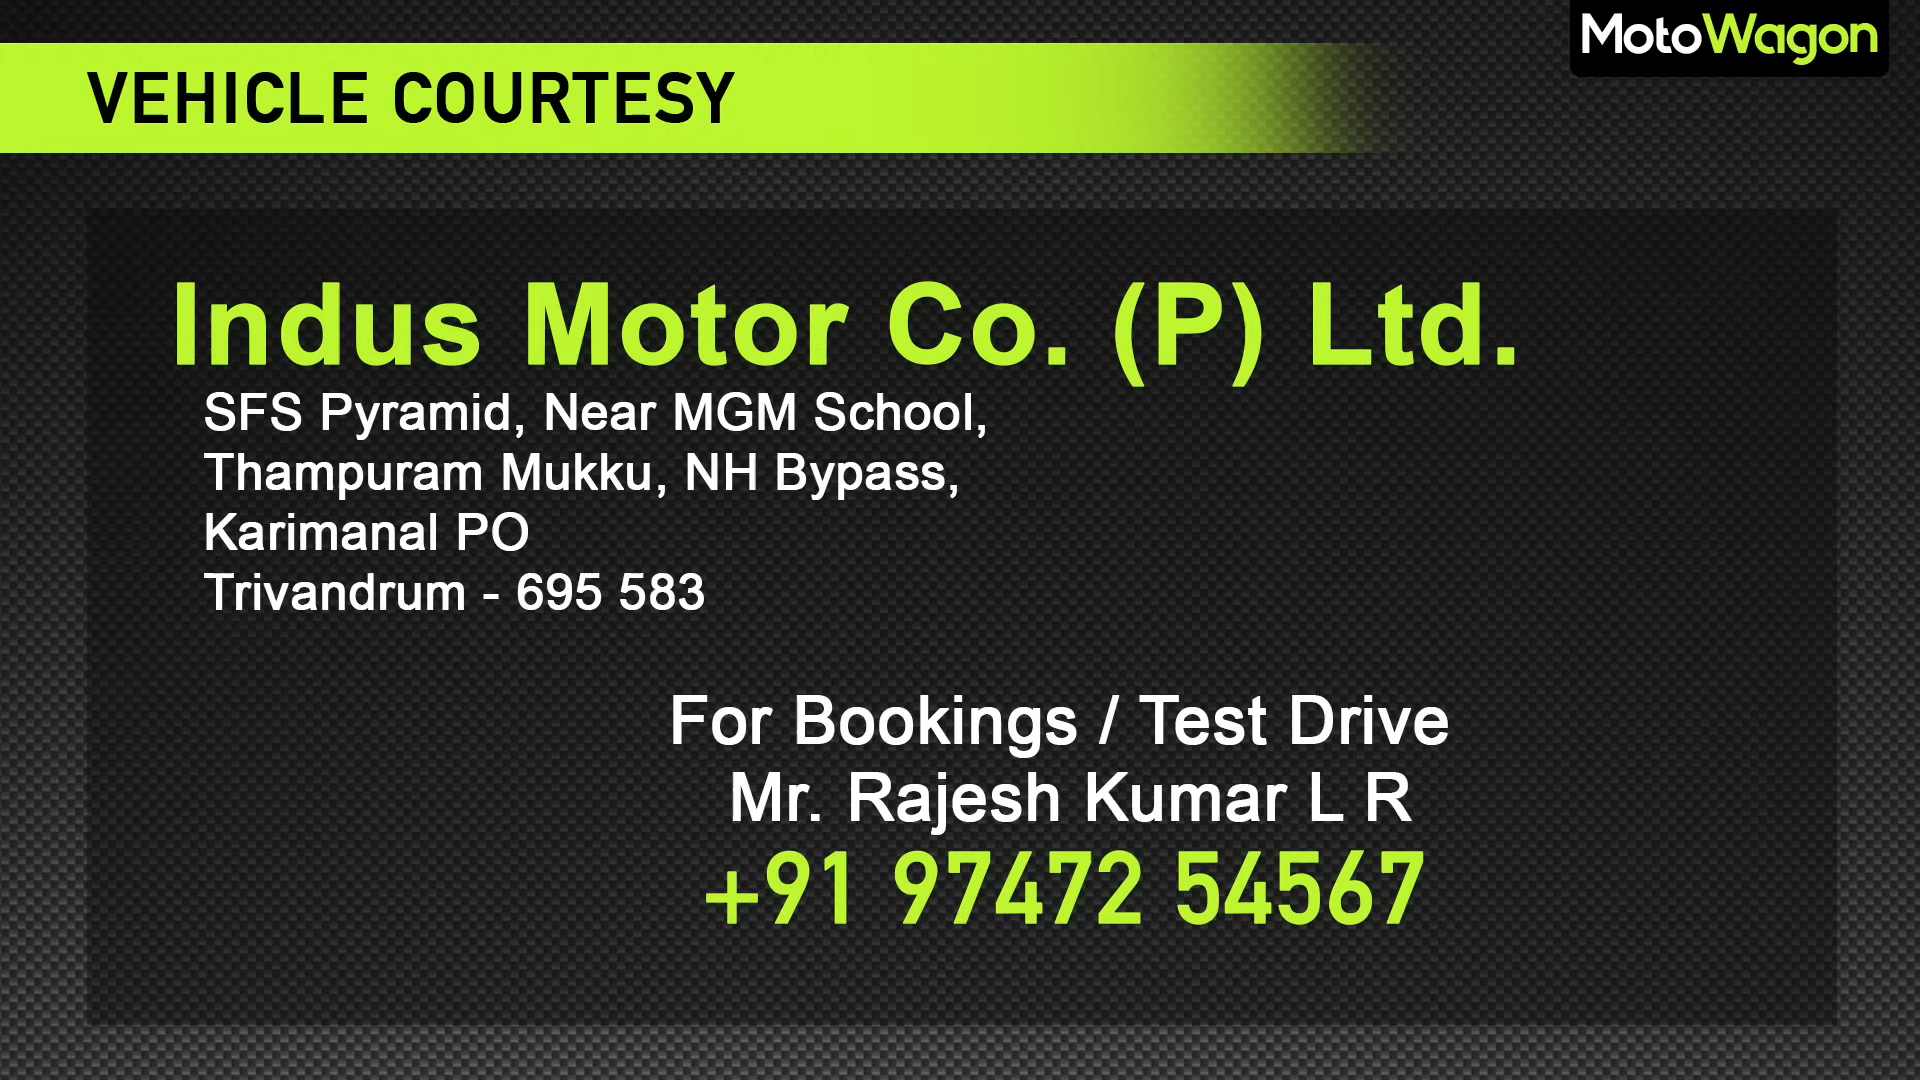 MotoWagon
VEHICLE COURTESY
Indus Motor Co. (P) Ltd.
SFS Pyramid, Near MGM School,
Thampuram Mukku, NH Bypass,
Karimanal PO
Trivandrum - 695 583
For Bookings / Test Drive
Mr. Rajesh Kumar L R
+91 97472 54567